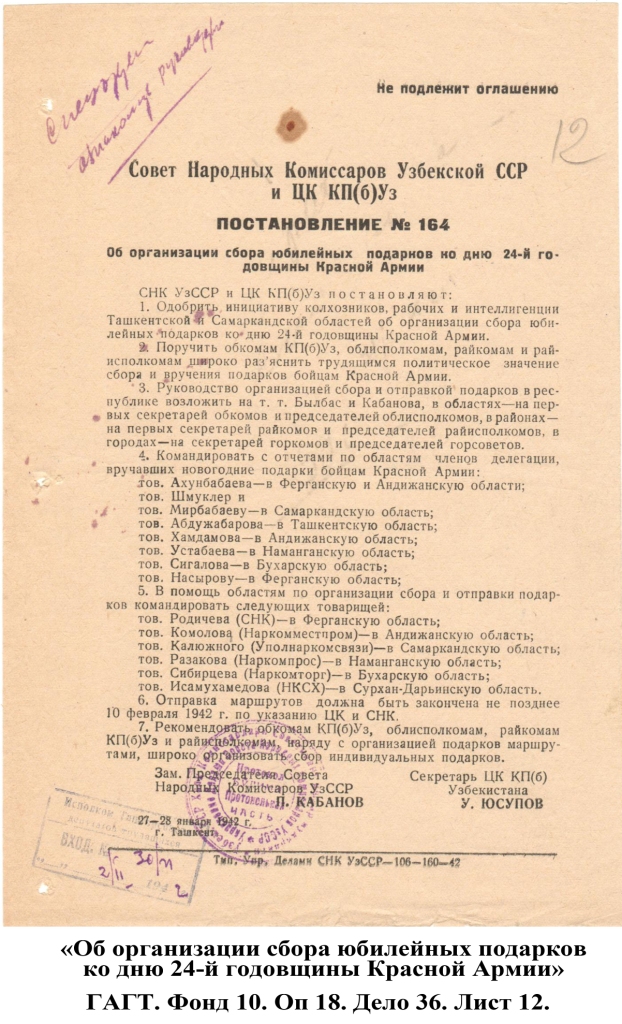 Спецотдел
Не подлежит оглашению
12
Совет Народных Комиссаров Узбекской ССР
и ЦК КП(б)Уз
ПОСТАНОВЛЕНИЕ № 164
Об организации сбора юбилейных подарков ко дню 24-й го-
довщины Красной Армии
СНК УзССР и ЦК КП(б)Уз постановляют:
1. Одобрить инициативу колхозников, рабочих и интеллигенции
Ташкентской и Самаркандской областей об организации сбора юби-
лейных подарков ко дню 24-й годовщины Красной Армии.
2. Поручить обкомам КП(б)Уз, облисполкомам, райкомам и рай-
исполкомам широко раз'яснить трудящимся политическое значение
сбора и вручения подарков бойцам Красной Армии.
3. Руководство организацией сбора и отправкой подарков в рес-
публике возложить на т. т. Былбас и Кабанова, в областях—на пер-
вых секретарей обкомов и председателей облисполкомов, в районах—
на первых секретарей райкомов и председателей райисполкомов, в
городах—на секретарей горкомов и председателей горсоветов.
4. Командировать с отчетами по областям членов делегации,
вручавших новогодние подарки бойцам Красной Армии:
тов. Ахунбабаева—в Ферганскую и Андижанскую области;
тов. Шмуклер и
тов. Мирбабаеву—в Самаркандскую область;
тов. Абдужабарова—в Ташкентскую область;
тов. Хамдамова—в Андижанскую область;
тов. Устабаева—в Наманганскую область;
тов. Сигалова—в Бухарскую область;
тов. Насырову—в Ферганскую область;
5. В помощь областям по организации сбора и отправки подар-
ков командировать следующих товарищей:
тов. Родичева (СНК)—в Ферганскую область;
тов. Комолова (Наркомместпром)—в Андижанскую область;
тов. Калюжного (Уполнаркомсвязи)—в Самаркандскую область;
тов. Разакова (Наркомпрос)—в Наманганскую область;
тов. Сибирцева (Наркомторг)—в Бухарскую область;
тов. Исамухамедова (НКСХ)—в Сурхан-Дарьинскую область.
6. Отправка маршрутов должна быть закончена не позднее
10 февраля 1942 г. по указанию ЦК и СНК.
7. Рекомендовать обкомам КП(б)Уз, облисполкомам, райкомам
КП(б)Уз и райисполкомам, наряду с организацией подарков маршру-
тами, широко организовать сбор индивидуальных подарков.
Зам. Председателя Совета Секретарь ЦК КП(б)
Народных Комиссаров УзССР Узбекистана
П. КАБАНОВ У. ЮСУПОВ
Протокольная
часть
27—28 января 1942 г.
г. Ташкент
Исполком
ВХОД. №
Тип. Упр. Делами СНК УзССР—106—160—42
«Об организации сбора юбилейных подарков
ко дню 24-й годовщины Красной Армии»
ГАГТ. Фонд 10. Оп 18. Дело 36. Лист 12.